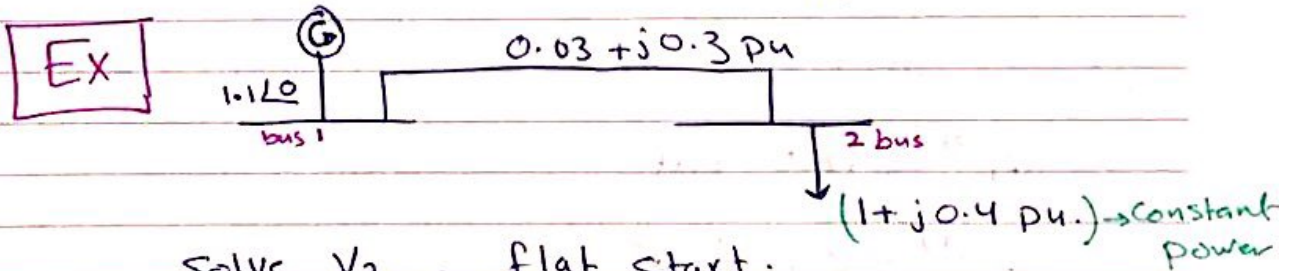 Ex
G
0.03 + j0.3 pu
1.1∠0
bus 1
2 bus
(1 + j0.4 pu.) → constant power
Solve V2 flat start.